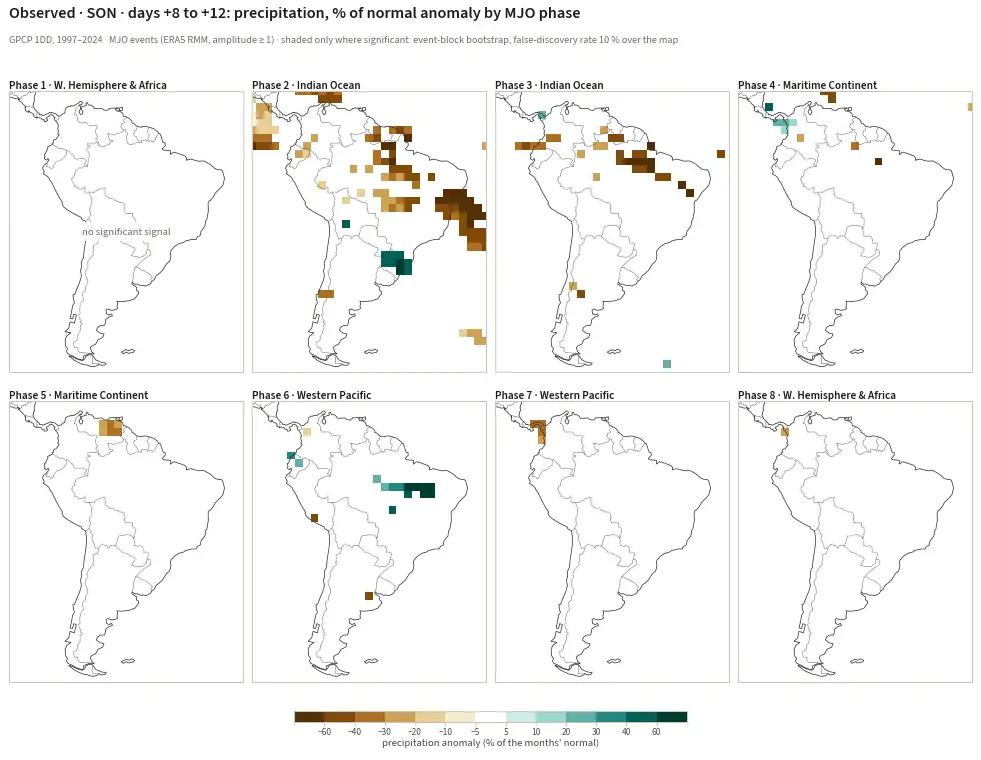 Observed · SON · days +8 to +12: precipitation, % of normal anomaly by MJO phase
GPCP 1DD, 1997–2024 · MJO events (ERA5 RMM, amplitude ≥ 1) · shaded only where significant: event-block bootstrap, false-discovery rate 10 % over the map
Phase 1 · W. Hemisphere & Africa
Phase 2 · Indian Ocean
Phase 3 · Indian Ocean
Phase 4 · Maritime Continent
no significant signal
Phase 5 · Maritime Continent
Phase 6 · Western Pacific
Phase 7 · Western Pacific
Phase 8 · W. Hemisphere & Africa
−60 −40 −30 −20 −10 −5 5 10 20 30 40 60
precipitation anomaly (% of the months' normal)